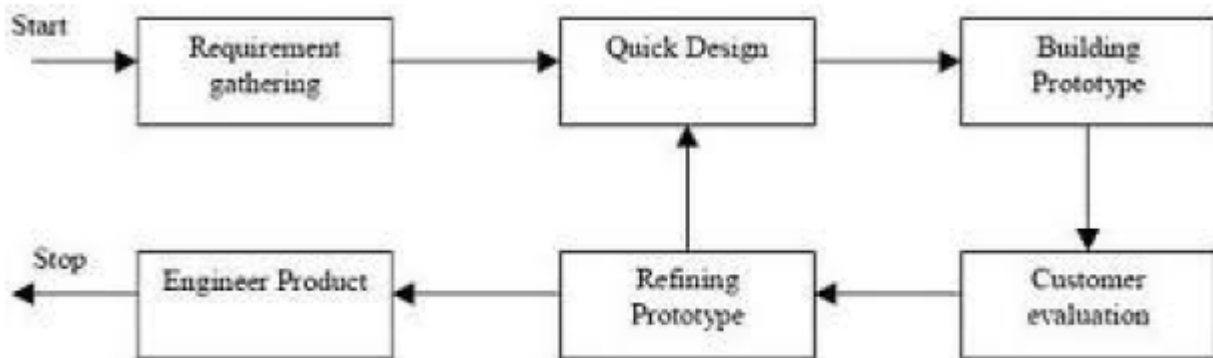 Start
Requirement
gathering
Quick Design
Building
Prototype
Stop
Engineer Product
Refining
Prototype
Customer
evaluation